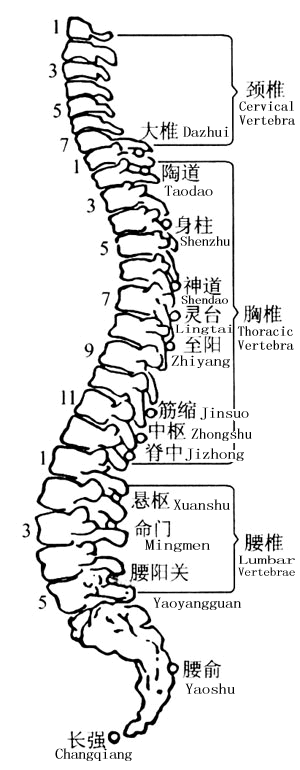 1
3
颈椎
Cervical
Vertebra
5
大椎 Dazhui
7
1
陶道
Taodao
3
身柱
Shenzhu
5
神道
Shendao
7
灵台
Lingtai
胸椎
Thoracic
Vertebra
至阳
Zhiyang
9
11
筋缩 Jinsuo
中枢 Zhongshu
脊中 Jizhong
1
悬枢 Xuanshu
3
命门
Mingmen
腰椎
Lumbar
Vertebrae
腰阳关
5
Yaoyangguan
腰俞
Yaoshu
长强
Changqiang